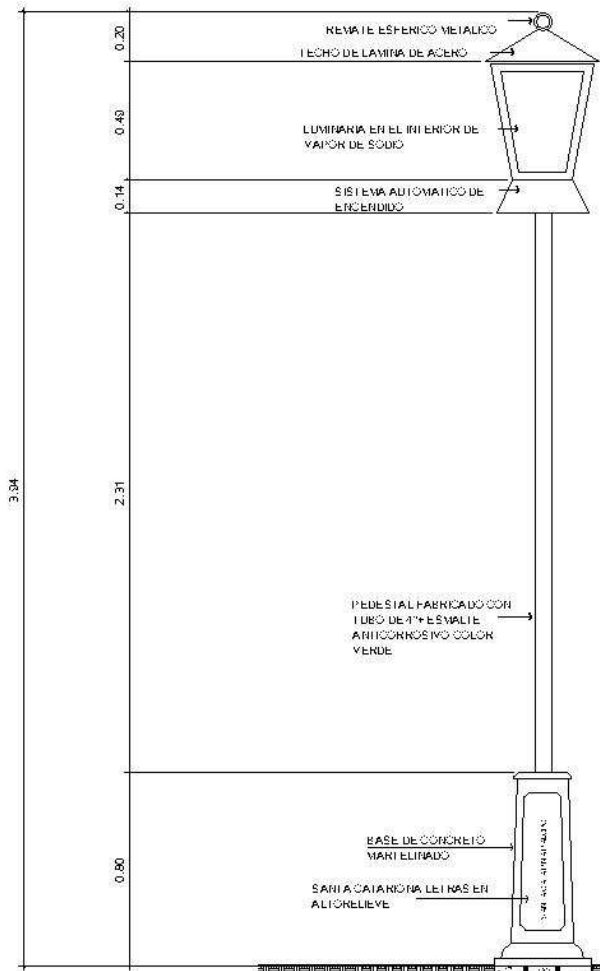 REMATE ESFERICO METALICO
TECHO DE LAMINA DE ACERO
0.20
0.49
LUMINARIA EN EL INTERIOR DE
VAPOR DE SODIO
0.14
SISTEMA AUTOMATICO DE
ENCENDIDO
3.94
2.31
PEDESTAL FABRICADO CON
TUBO DE 4"+ ESMALTE
ANTICORROSIVO COLOR
VERDE
0.80
BASE DE CONCRETO
MARTELINADO
SANTA CATARIONA LETRAS EN
ALTORELIEVE